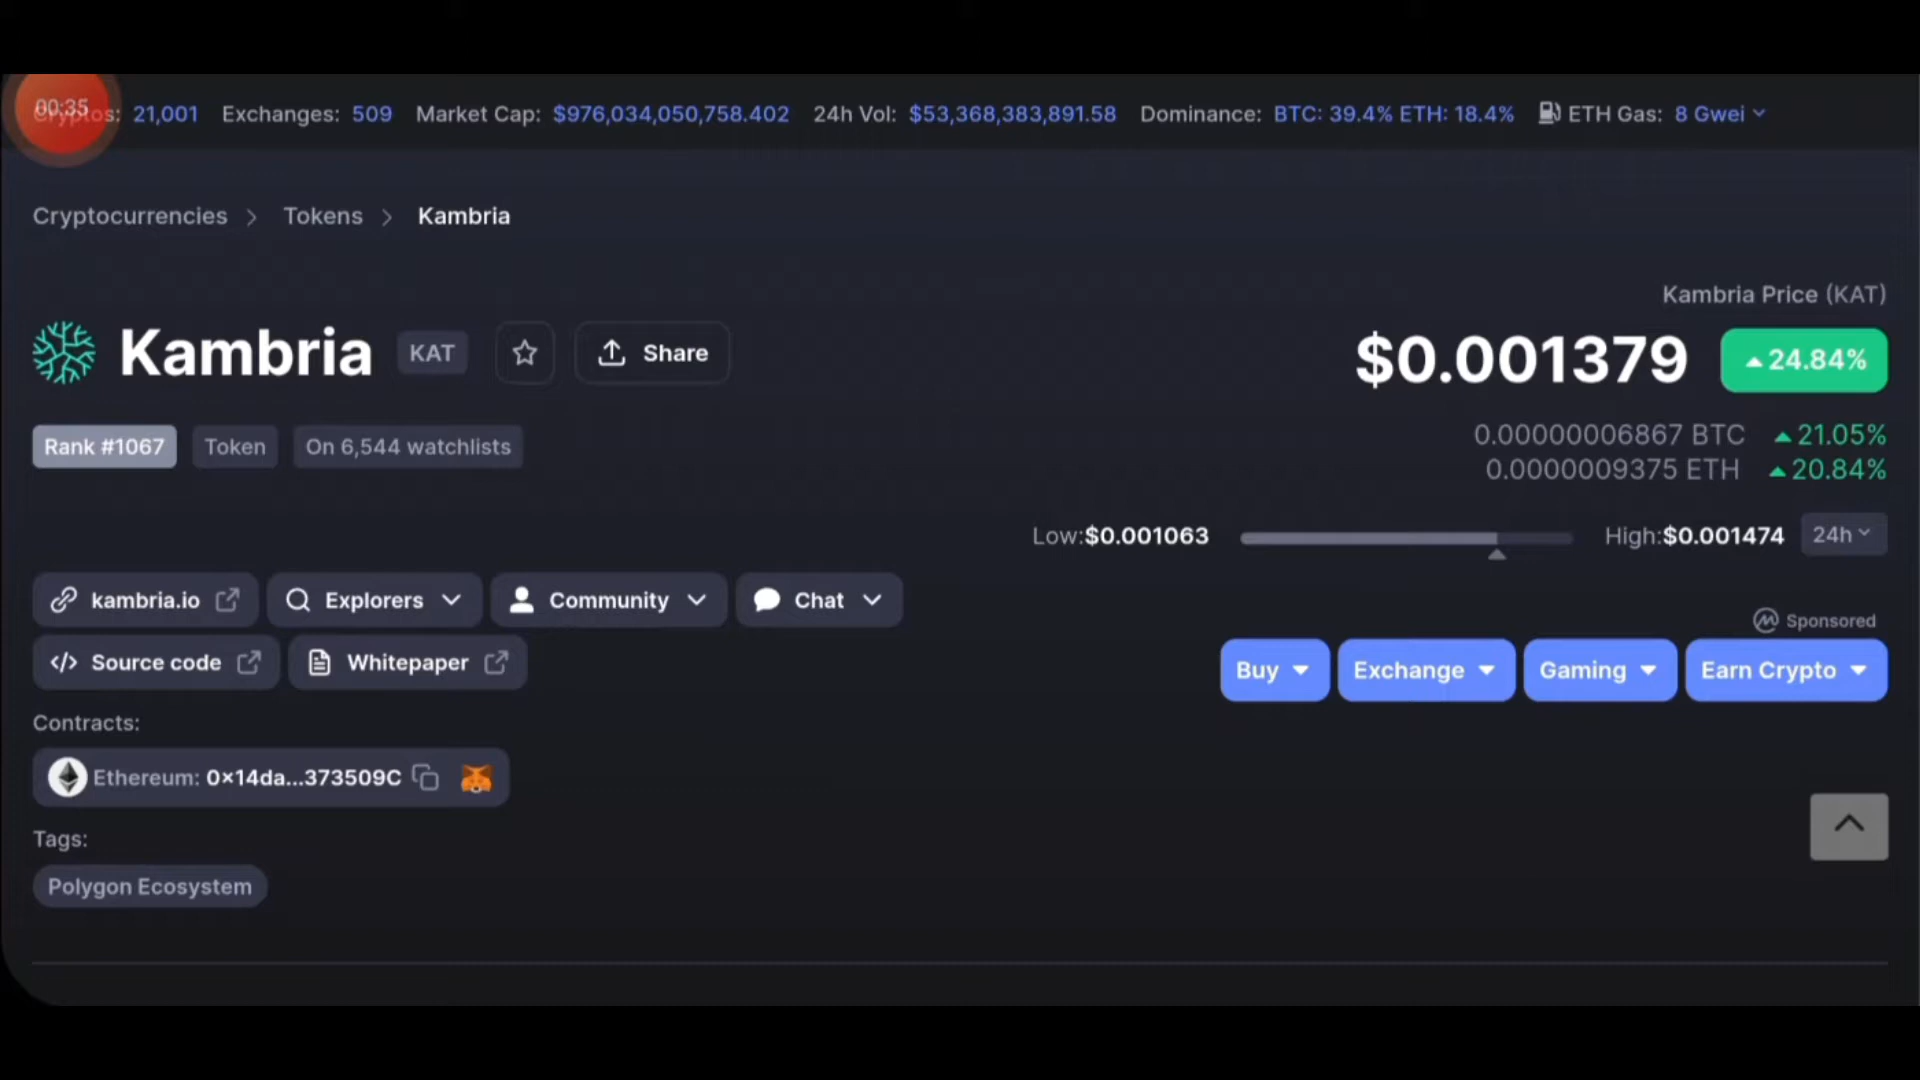 00:35
Cryptos: 21,001 Exchanges: 509 Market Cap: $976,034,050,758.402 24h Vol: $53,368,383,891.58 Dominance: BTC: 39.4% ETH: 18.4% ETH Gas: 8 Gwei
Cryptocurrencies > Tokens > Kambria
Kambria Price (KAT)
Kambria KAT Share $0.001379 24.84%
0.00000006867 BTC 21.05%
Rank #1067 Token On 6,544 watchlists
0.0000009375 ETH 20.84%
Low:$0.001063 High:$0.001474 24h
kambria.io Explorers Community Chat
Sponsored
Source code Whitepaper
Buy Exchange Gaming Earn Crypto
Contracts:
Ethereum: 0x14da...373509C
Tags:
Polygon Ecosystem